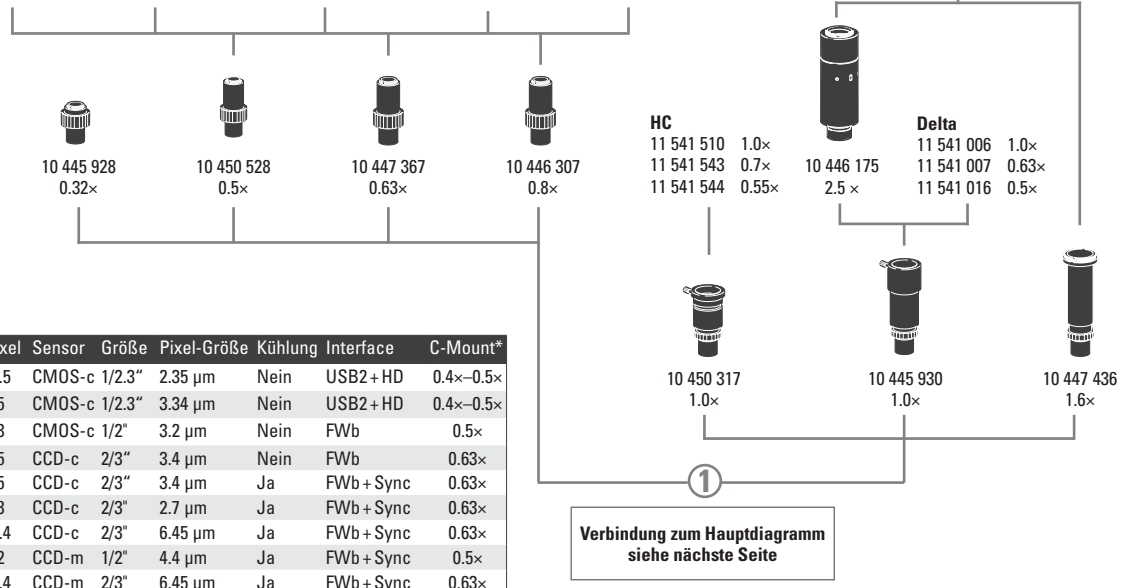 HC
11 541 510 1.0×
11 541 543 0.7×
11 541 544 0.55×
10 446 175
2.5 ×
Delta
11 541 006 1.0×
11 541 007 0.63×
11 541 016 0.5×
10 445 928
0.32×
10 450 528
0.5×
10 447 367
0.63×
10 446 307
0.8×
10 450 317
1.0×
10 445 930
1.0×
10 447 436
1.6×
Sensor Größe Pixel-Größe Kühlung Interface C-Mount*
CMOS-c 1/2.3“ 2.35 µm Nein USB2+HD 0.4×–0.5×
CMOS-c 1/2.3“ 3.34 µm Nein USB2+HD 0.4×–0.5×
CMOS-c 1/2" 3.2 µm Nein FWb 0.5×
CCD-c 2/3“ 3.4 µm Nein FWb 0.63×
CCD-c 2/3“ 3.4 µm Ja FWb+Sync 0.63×
CCD-c 2/3" 2.7 µm Ja FWb+Sync 0.63×
CCD-c 2/3" 6.45 µm Ja FWb+Sync 0.63×
CCD-m 1/2" 4.4 µm Ja FWb+Sync 0.5×
CCD-m 2/3" 6.45 µm Ja FWb+Sync 0.63×
1
Verbindung zum Hauptdiagramm
siehe nächste Seite